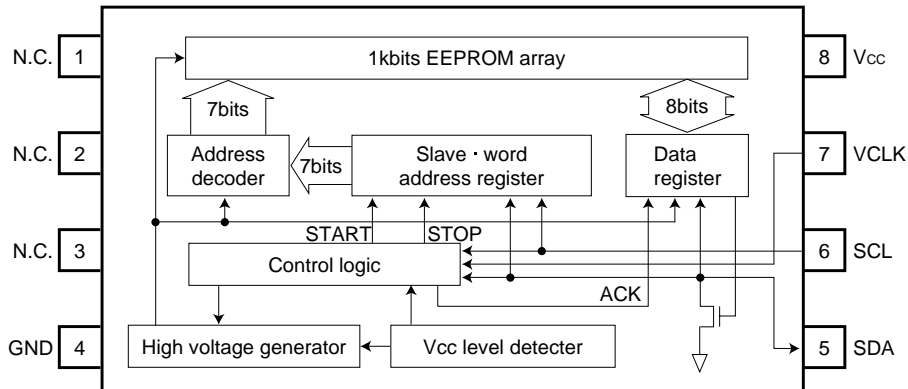 1kbits EEPROM array
N.C. 1
8 Vcc
7bits
8bits
N.C. 2
Address
decoder
7bits
Slave · word
address register
Data
register
7 VCLK
START
STOP
N.C. 3
Control logic
6 SCL
ACK
GND 4
High voltage generator
Vcc level detecter
5 SDA